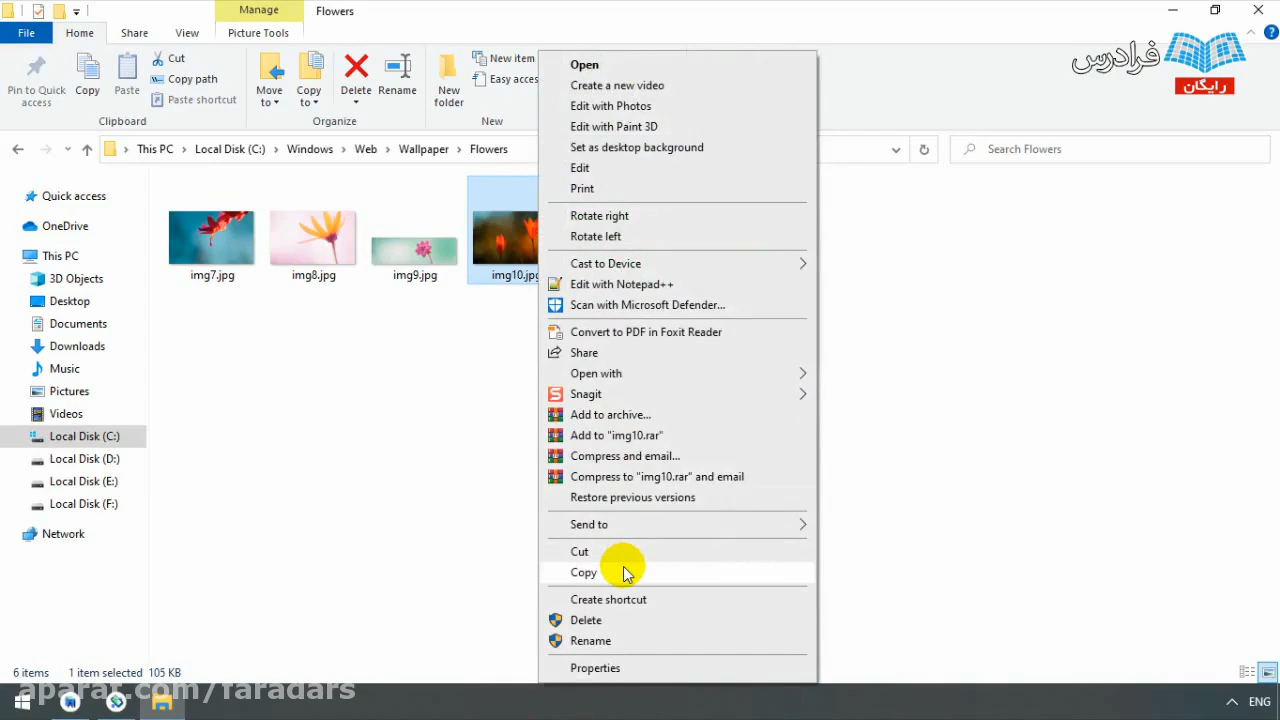 Manage
Flowers
File
Home
Share
View
Picture Tools
Pin to Quick access
Copy
Paste
Cut
Copy path
Paste shortcut
Clipboard
Move to
Copy to
Delete
Rename
Organize
New folder
New item
Easy access
New
فرادرس
رایگان
This PC
Local Disk (C:)
Windows
Web
Wallpaper
Flowers
Search Flowers
Quick access
OneDrive
This PC
3D Objects
Desktop
Documents
Downloads
Music
Pictures
Videos
Local Disk (C:)
Local Disk (D:)
Local Disk (E:)
Local Disk (F:)
Network
img7.jpg
img8.jpg
img9.jpg
img10.jpg
Open
Create a new video
Edit with Photos
Edit with Paint 3D
Set as desktop background
Edit
Print
Rotate right
Rotate left
Cast to Device
Edit with Notepad++
Scan with Microsoft Defender...
Convert to PDF in Foxit Reader
Share
Open with
Snagit
Add to archive...
Add to "img10.rar"
Compress and email...
Compress to "img10.rar" and email
Restore previous versions
Send to
Cut
Copy
Create shortcut
Delete
Rename
Properties
6 items
1 item selected 105 KB
aparat.com/faradars
ENG